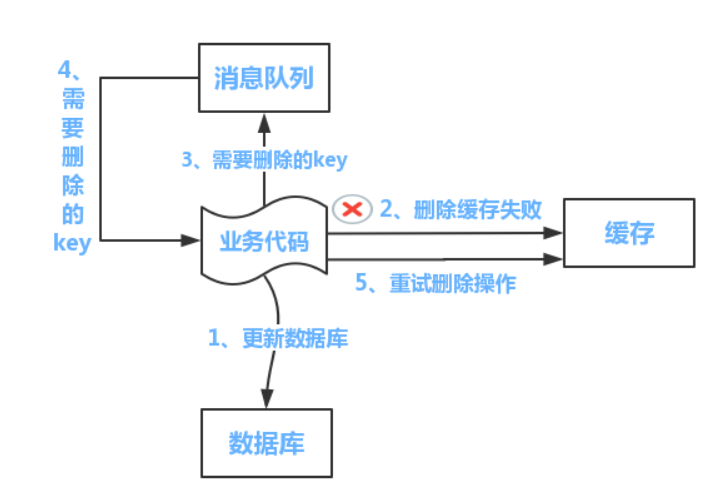 消息队列
4、需要删除的key
3、需要删除的key
2、删除缓存失败
业务代码
缓存
5、重试删除操作
1、更新数据库
数据库